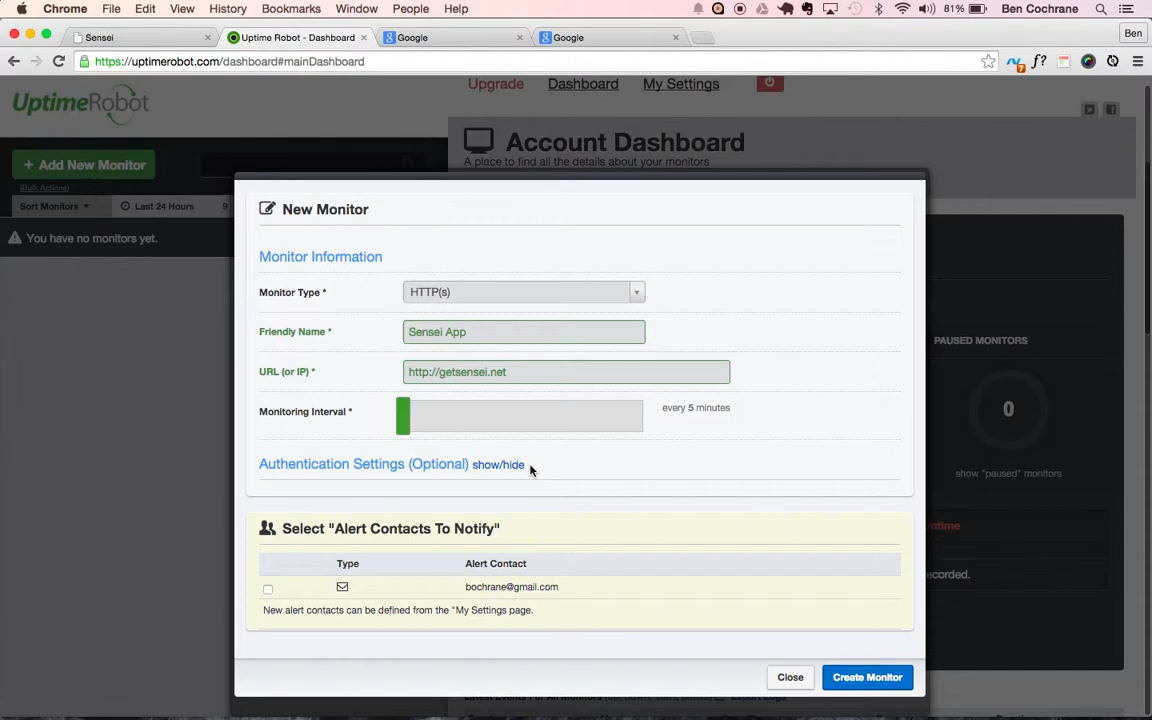 Chrome File Edit View History Bookmarks Window People Help 81% Ben Cochrane
Sensei Uptime Robot - Dashboard Google Google Ben
https://uptimerobot.com/dashboard#mainDashboard 7 f?
UptimeRobot Upgrade Dashboard My Settings
+ Add New Monitor
(Bulk Actions)
Sort Monitors Last 24 Hours 9
You have no monitors yet.
Account Dashboard
A place to find all the details about your monitors
New Monitor
Monitor Information
Monitor Type * HTTP(s)
Friendly Name * Sensei App
URL (or IP) * http://getsensei.net
Monitoring Interval * every 5 minutes
Authentication Settings (Optional) show/hide
Select "Alert Contacts To Notify"
Type Alert Contact
bochrane@gmail.com
New alert contacts can be defined from the "My Settings page.
Close Create Monitor
PAUSED MONITORS
0
show "paused" monitors